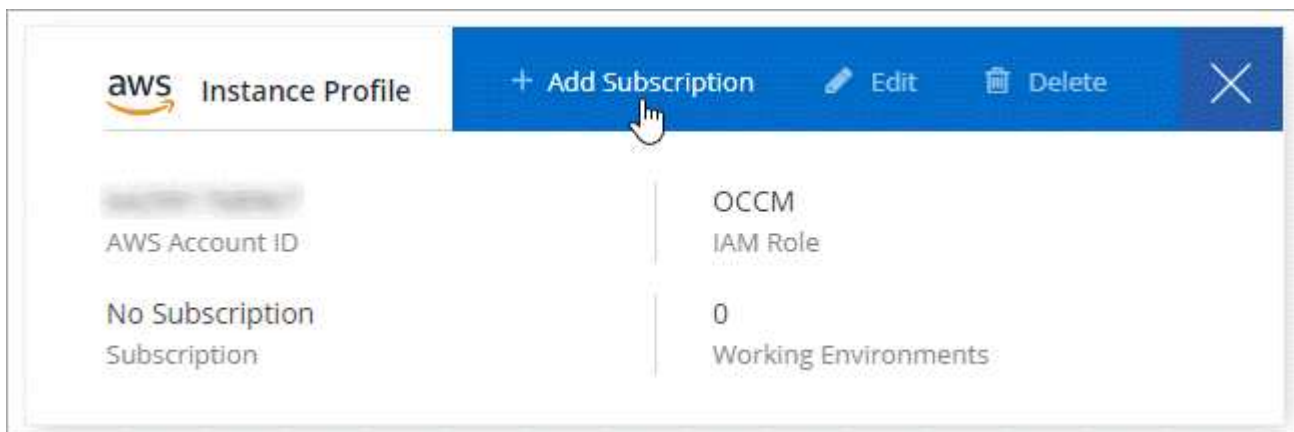 aws Instance Profile + Add Subscription Edit Delete
OCCM
AWS Account ID IAM Role
No Subscription 0
Subscription Working Environments